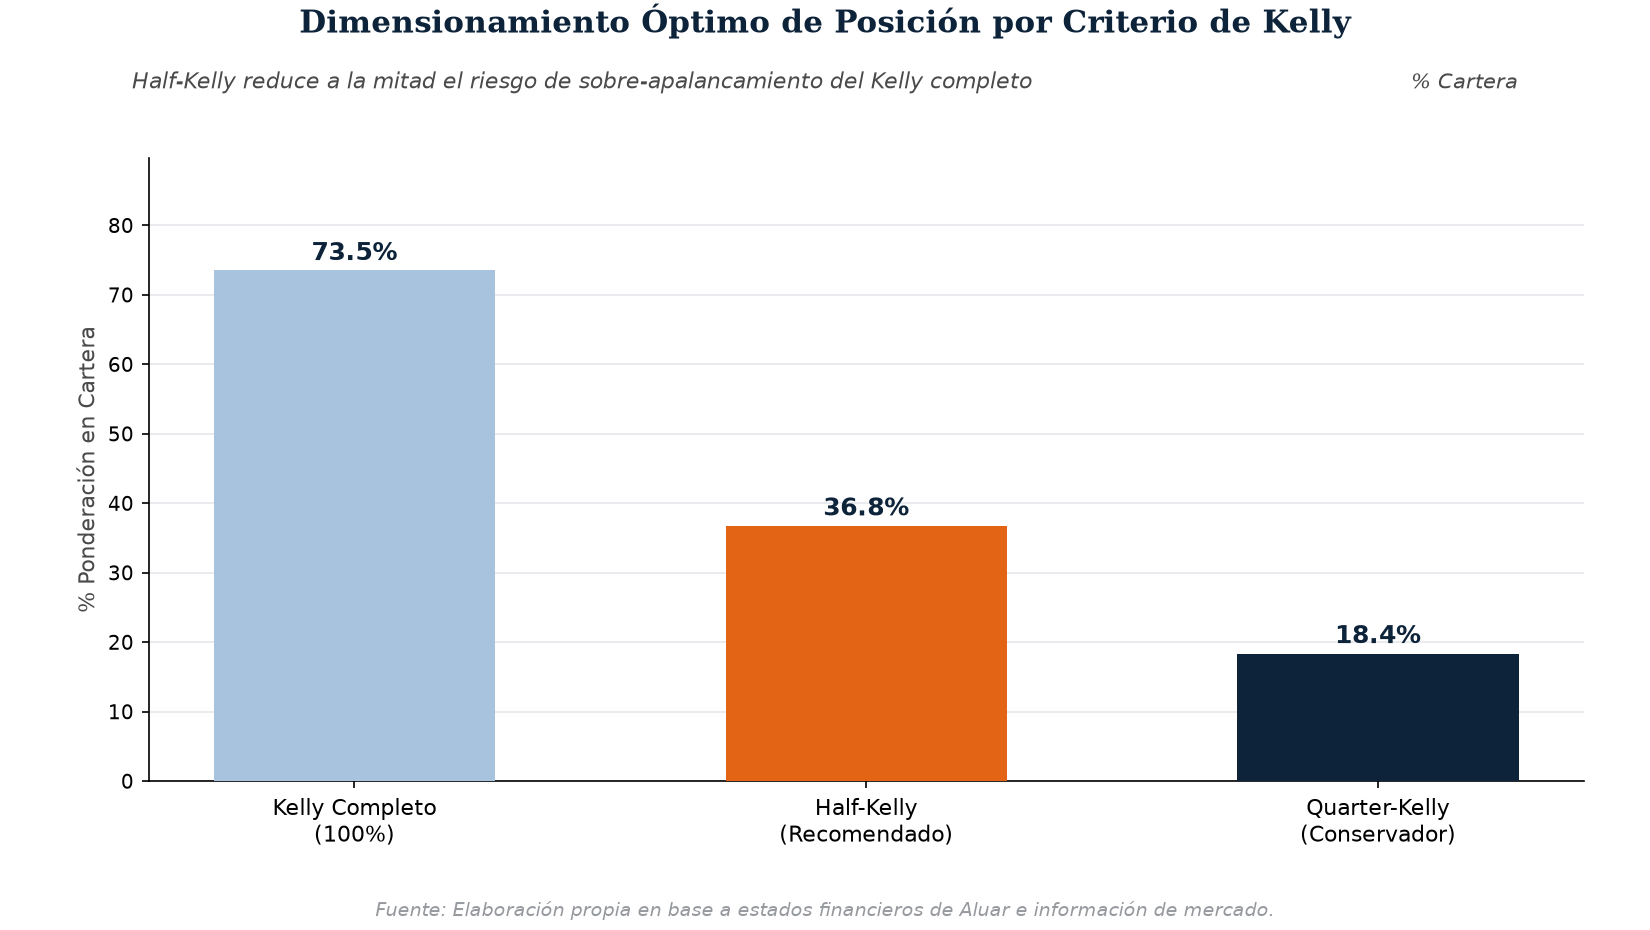 Dimensionamiento Óptimo de Posición por Criterio de Kelly
Half-Kelly reduce a la mitad el riesgo de sobre-apalancamiento del Kelly completo
% Cartera
% Ponderación en Cartera
80
70
60
50
40
30
20
10
0
73.5%
36.8%
18.4%
Kelly Completo
(100%)
Half-Kelly
(Recomendado)
Quarter-Kelly
(Conservador)
Fuente: Elaboración propia en base a estados financieros de Aluar e información de mercado.